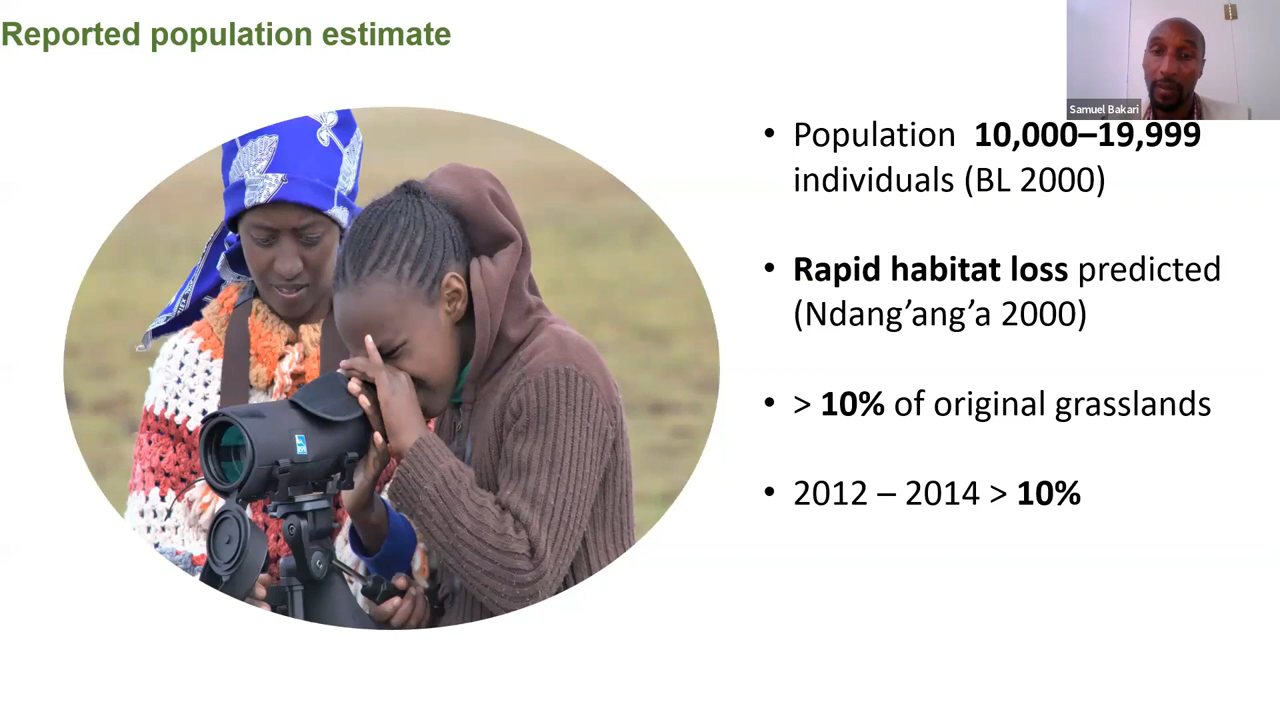 Reported population estimate
Samuel Bakari
• Population 10,000–19,999
individuals (BL 2000)
• Rapid habitat loss predicted
(Ndang’ang’a 2000)
• > 10% of original grasslands
• 2012 – 2014 > 10%